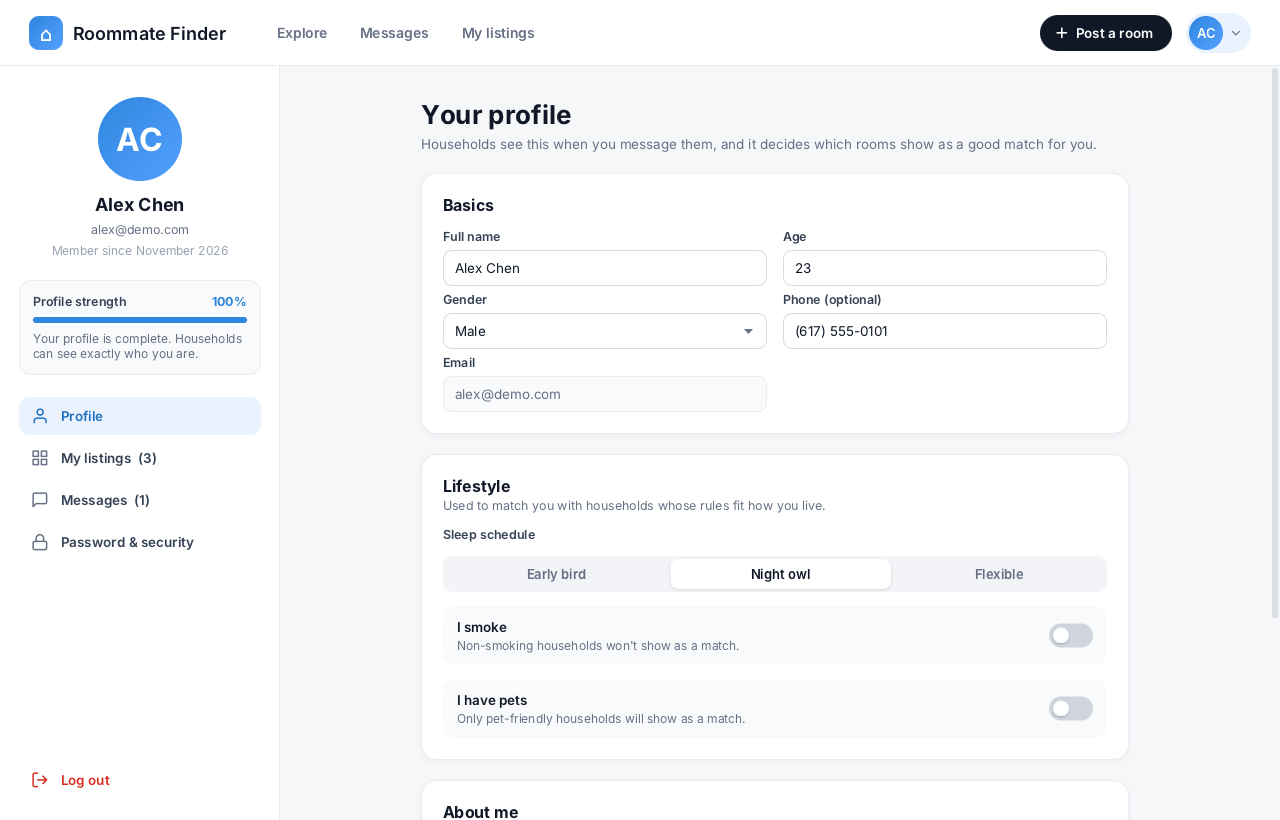 Roommate Finder
Explore
Messages
My listings
Post a room
AC
AC
Alex Chen
alex@demo.com
Member since November 2026
Profile strength
100%
Your profile is complete. Households
can see exactly who you are.
Profile
My listings (3)
Messages (1)
Password & security
Log out
Your profile
Households see this when you message them, and it decides which rooms show as a good match for you.
Basics
Full name
Alex Chen
Age
23
Gender
Male
Phone (optional)
(617) 555-0101
Email
alex@demo.com
Lifestyle
Used to match you with households whose rules fit how you live.
Sleep schedule
Early bird
Night owl
Flexible
I smoke
Non-smoking households won't show as a match.
I have pets
Only pet-friendly households will show as a match.
About me